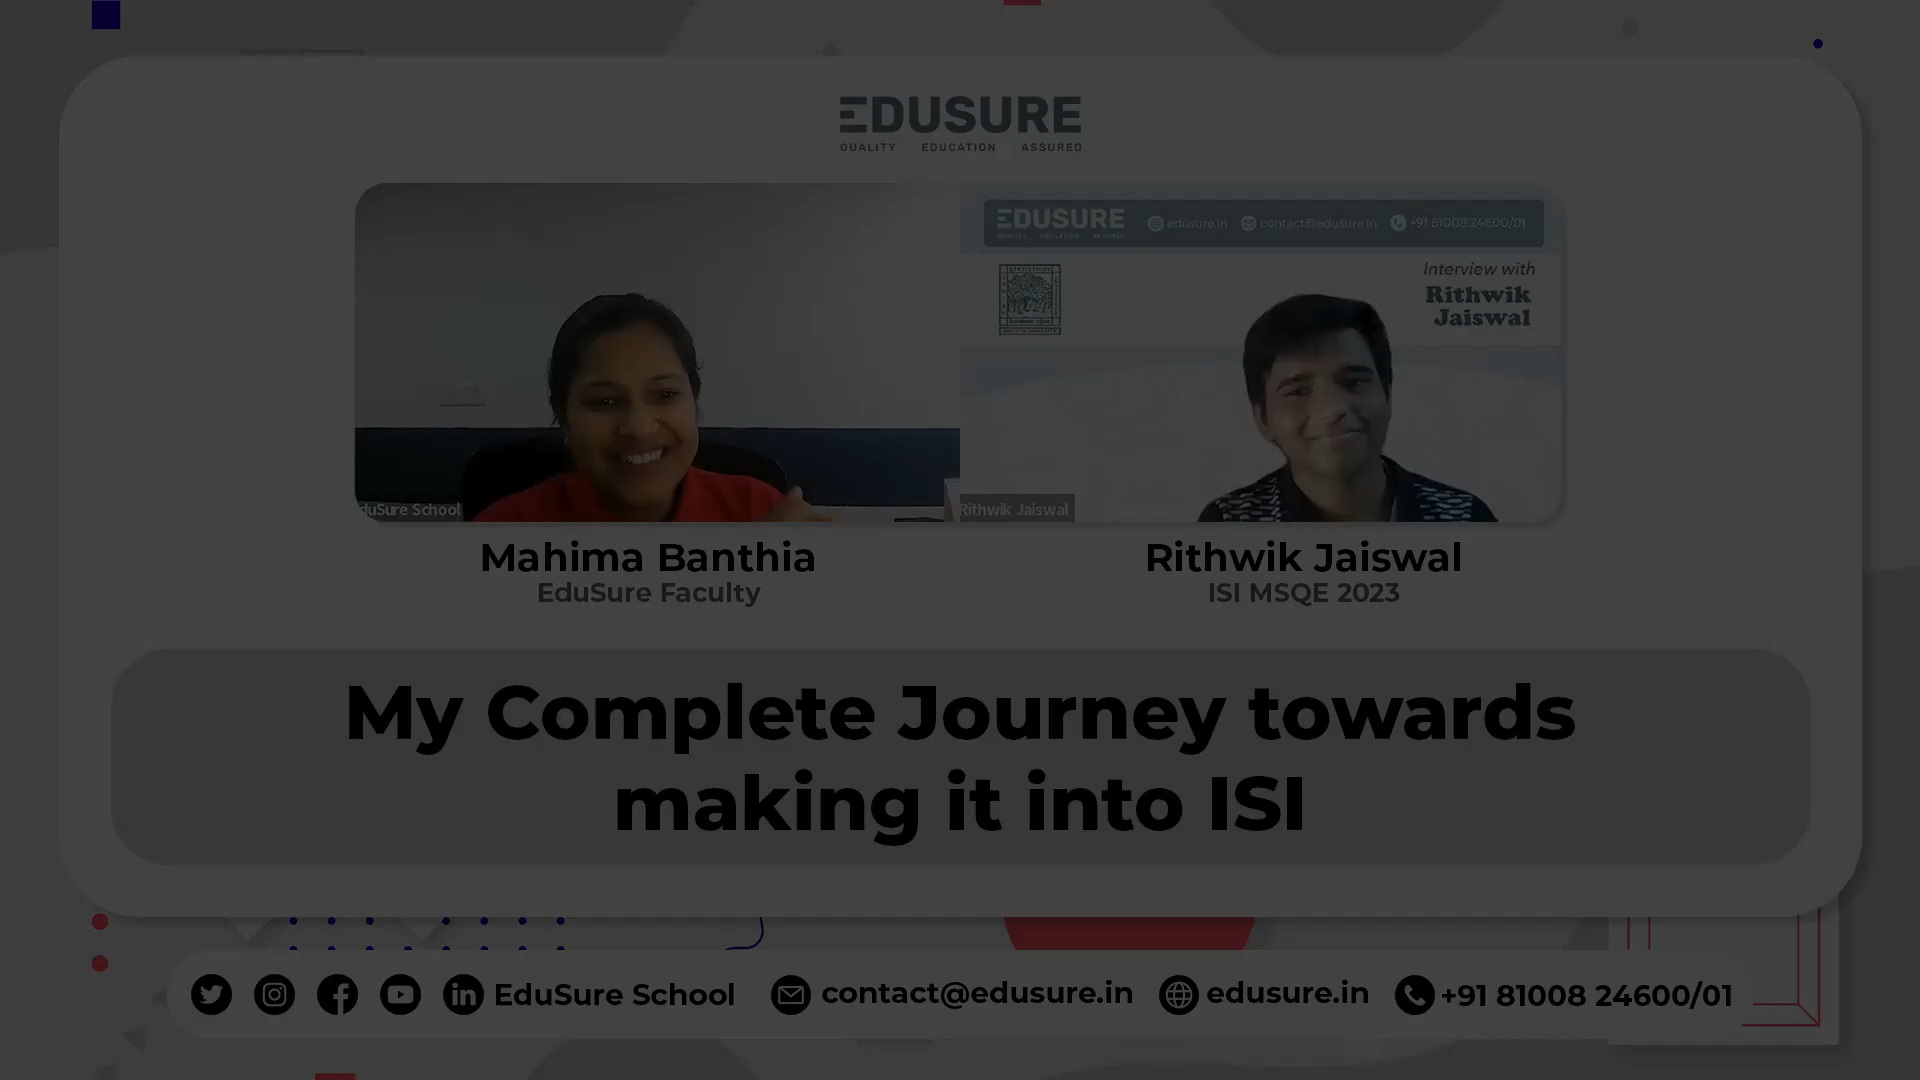 EDUSURE
QUALITY EDUCATION ASSURED
EDUSURE edusure.in contact@edusure.in +91 81008 24600/01
Interview with
Rithwik
Jaiswal
duSure School
Rithwik Jaiswal
Mahima Banthia
EduSure Faculty
Rithwik Jaiswal
ISI MSQE 2023
My Complete Journey towards
making it into ISI
EduSure School contact@edusure.in edusure.in +91 81008 24600/01